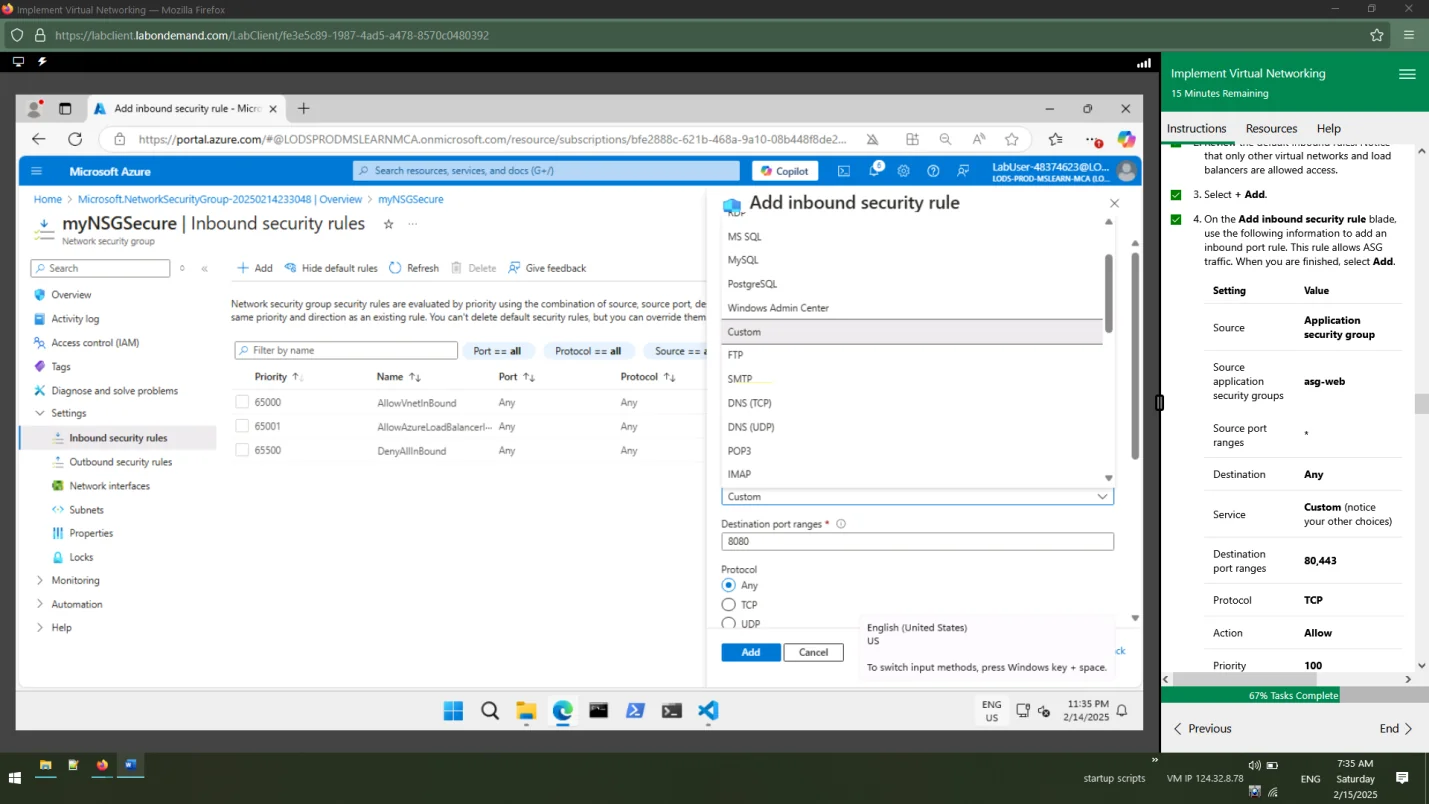 Implement Virtual Networking — Mozilla Firefox
https://labclient.labondemand.com/LabClient/fe3e5c89-1987-4ad5-a478-8570c0480392
Add inbound security rule - Micro
https://portal.azure.com/#@LODSPRODMSLEARNMCA.onmicrosoft.com/resource/subscriptions/bfe2888c-621b-468a-9a10-08b448f8de2...
Microsoft Azure
Search resources, services, and docs (G+/)
Copilot
6
LabUser-48374623@LO...
LODS-PROD-MSLEARN-MCA (LO...
Home > Microsoft.NetworkSecurityGroup-20250214233048 | Overview > myNSGSecure
myNSGSecure | Inbound security rules
Network security group
Search
Overview
Activity log
Access control (IAM)
Tags
Diagnose and solve problems
Settings
Inbound security rules
Outbound security rules
Network interfaces
Subnets
Properties
Locks
Monitoring
Automation
Help
Add
Hide default rules
Refresh
Delete
Give feedback
Network security group security rules are evaluated by priority using the combination of source, source port, de
same priority and direction as an existing rule. You can't delete default security rules, but you can override them
Filter by name
Port == all
Protocol == all
Source == a
Priority ↑↓ Name ↑↓ Port ↑↓ Protocol ↑↓
65000 AllowVnetInBound Any Any
65001 AllowAzureLoadBalancerI... Any Any
65500 DenyAllInBound Any Any
Add inbound security rule
RDP
MS SQL
MySQL
PostgreSQL
Windows Admin Center
Custom
FTP
SMTP
DNS (TCP)
DNS (UDP)
POP3
IMAP
Custom
Destination port ranges *
8080
Protocol
Any
TCP
UDP
Add
Cancel
ck
English (United States)
US
To switch input methods, press Windows key + space.
ENG
US
11:35 PM
2/14/2025
Implement Virtual Networking
15 Minutes Remaining
Instructions Resources Help
2. Review the default inbound rules. Notice
that only other virtual networks and load
balancers are allowed access.
3. Select + Add.
4. On the Add inbound security rule blade,
use the following information to add an
inbound port rule. This rule allows ASG
traffic. When you are finished, select Add.
Setting Value
Source Application
security group
Source
application
security groups asg-web
Source port
ranges *
Destination Any
Service Custom (notice
your other choices)
Destination
port ranges 80,443
Protocol TCP
Action Allow
Priority 100
67% Tasks Complete
Previous
End
startup scripts
VM IP 124.32.8.78
ENG
7:35 AM
Saturday
2/15/2025